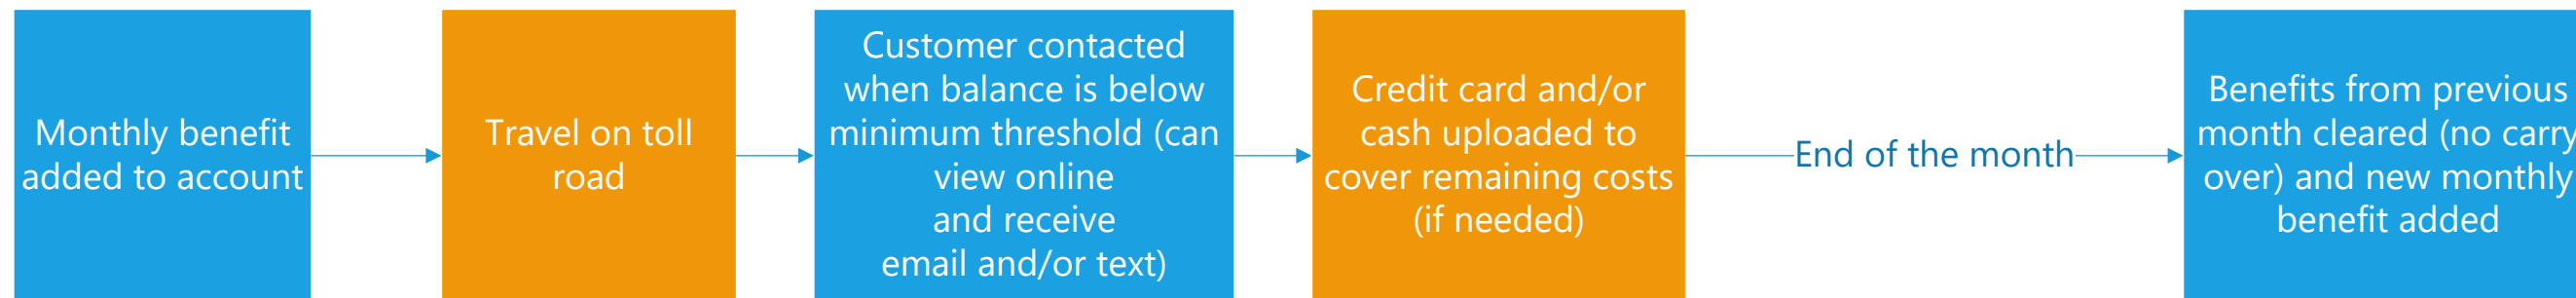 Monthly benefit
added to account
Travel on toll
road
Customer contacted
when balance is below
minimum threshold (can
view online
and receive
email and/or text)
Credit card and/or
cash uploaded to
cover remaining costs
(if needed)
End of the month
Benefits from previous
month cleared (no carry
over) and new monthly
benefit added